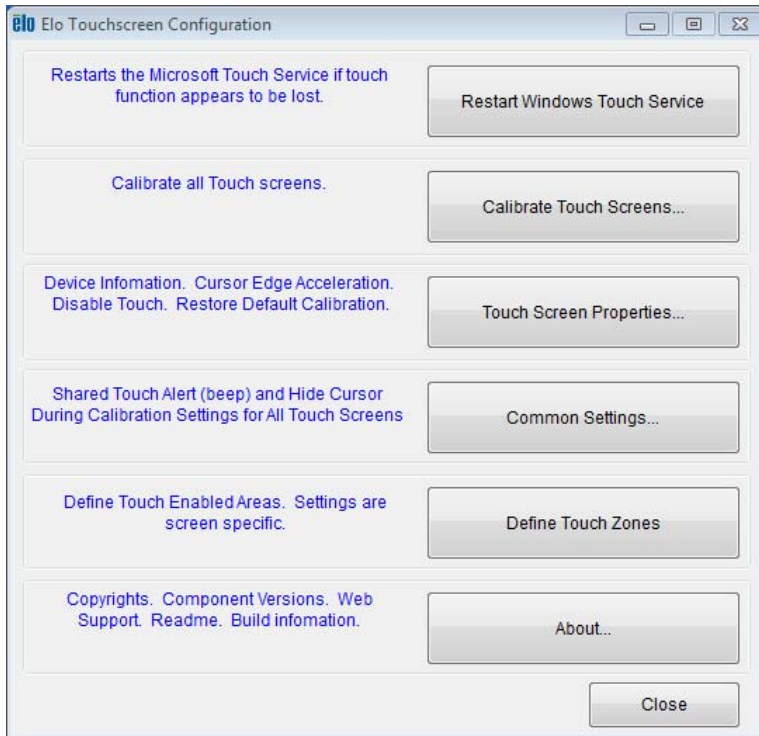 elo Elo Touchscreen Configuration
Restarts the Microsoft Touch Service if touch
function appears to be lost.
Restart Windows Touch Service
Calibrate all Touch screens.
Calibrate Touch Screens...
Device Infomation. Cursor Edge Acceleration.
Disable Touch. Restore Default Calibration.
Touch Screen Properties...
Shared Touch Alert (beep) and Hide Cursor
During Calibration Settings for All Touch Screens
Common Settings...
Define Touch Enabled Areas. Settings are
screen specific.
Define Touch Zones
Copyrights. Component Versions. Web
Support. Readme. Build infomation.
About...
Close